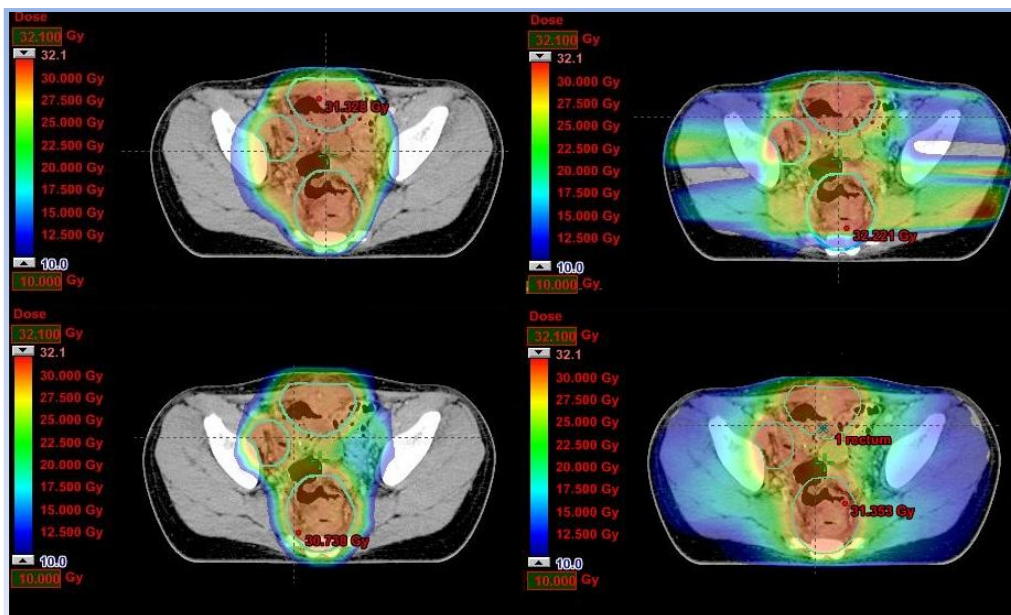 Dose
32.100 Gy
32.1
30.000 Gy
27.500 Gy
25.000 Gy
22.500 Gy
20.000 Gy
17.500 Gy
15.000 Gy
12.500 Gy
10.0
10.000 Gy
31.328 Gy
Dose
32.100 Gy
32.1
30.000 Gy
27.500 Gy
25.000 Gy
22.500 Gy
20.000 Gy
17.500 Gy
15.000 Gy
12.500 Gy
10.0
10.000 Gy
32.221 Gy
Dose
32.100 Gy
32.1
30.000 Gy
27.500 Gy
25.000 Gy
22.500 Gy
20.000 Gy
17.500 Gy
15.000 Gy
12.500 Gy
10.0
10.000 Gy
30.738 Gy
Dose
32.100 Gy
32.1
30.000 Gy
27.500 Gy
25.000 Gy
22.500 Gy
20.000 Gy
17.500 Gy
15.000 Gy
12.500 Gy
10.0
10.000 Gy
1 rectum
31.353 Gy